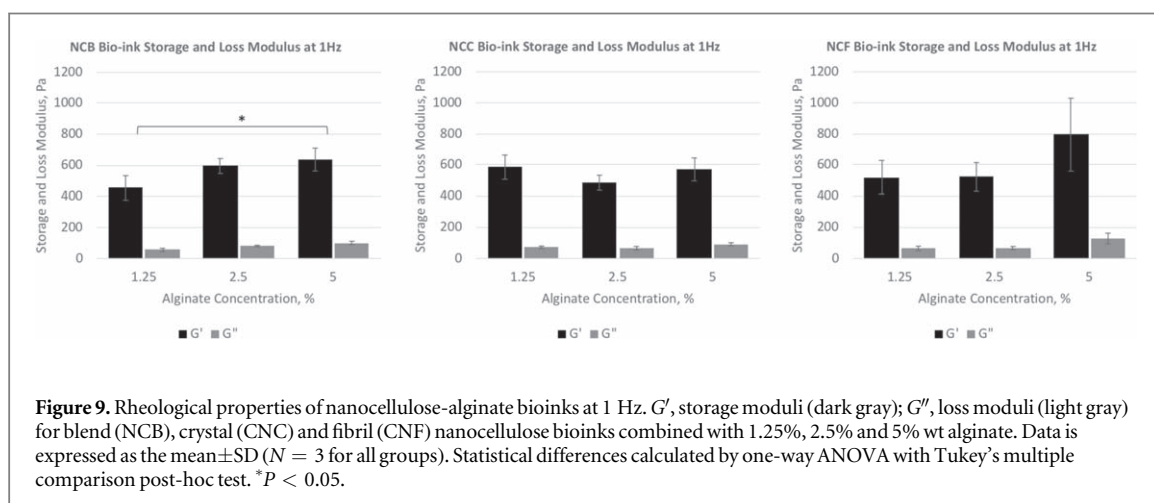 NCB Bio-ink Storage and Loss Modulus at 1Hz
Storage and Loss Modulus, Pa
1200
1000
800
600
400
200
0
*
1.25 2.5 5
Alginate Concentration, %
G' G"
NCC Bio-ink Storage and Loss Modulus at 1Hz
Storage and Loss Modulus, Pa
1200
1000
800
600
400
200
0
1.25 2.5 5
Alginate Concentration, %
G' G"
NCF Bio-ink Storage and Loss Modulus at 1Hz
Storage and Loss Modulus, Pa
1200
1000
800
600
400
200
0
1.25 2.5 5
Alginate Concentration, %
G' G"
Figure 9. Rheological properties of nanocellulose-alginate bioinks at 1 Hz. G′, storage moduli (dark gray); G″, loss moduli (light gray)
for blend (NCB), crystal (CNC) and fibril (CNF) nanocellulose bioinks combined with 1.25%, 2.5% and 5% wt alginate. Data is
expressed as the mean±SD (N = 3 for all groups). Statistical differences calculated by one-way ANOVA with Tukey's multiple
comparison post-hoc test. *P < 0.05.